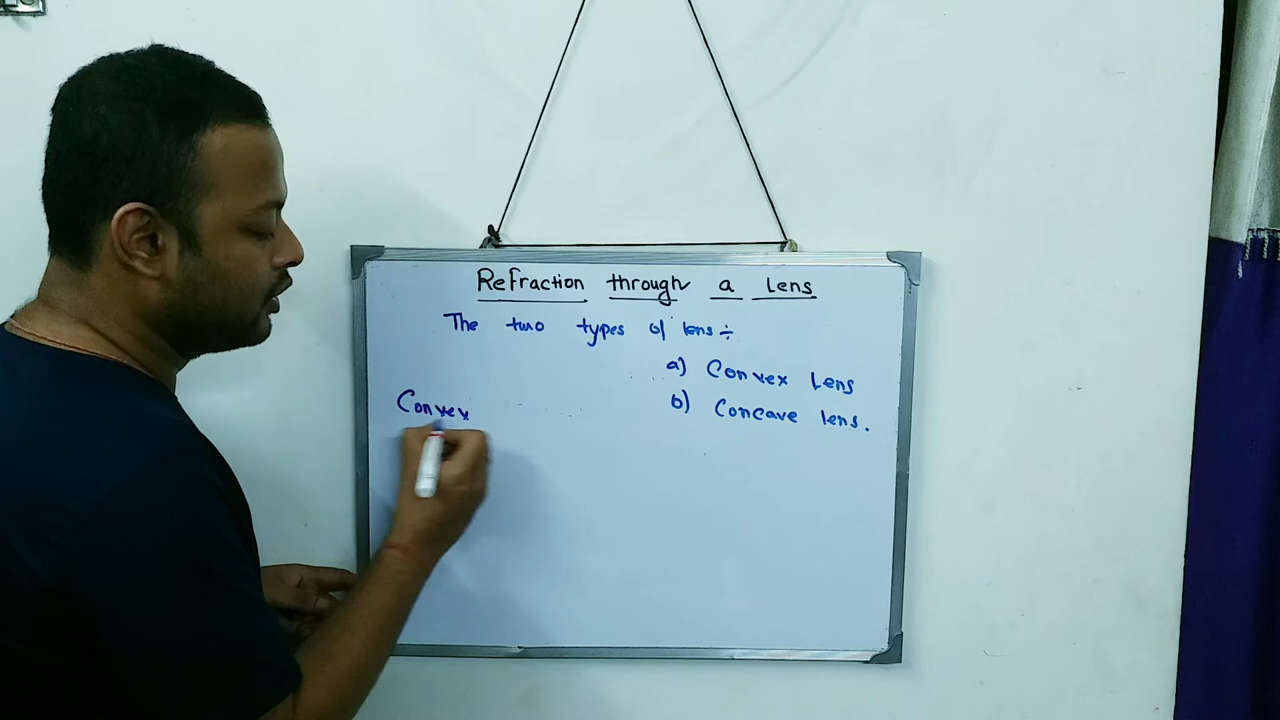 Refraction through a lens
The two types of lens ÷
a) Convex Lens
b) Concave lens.
Convex